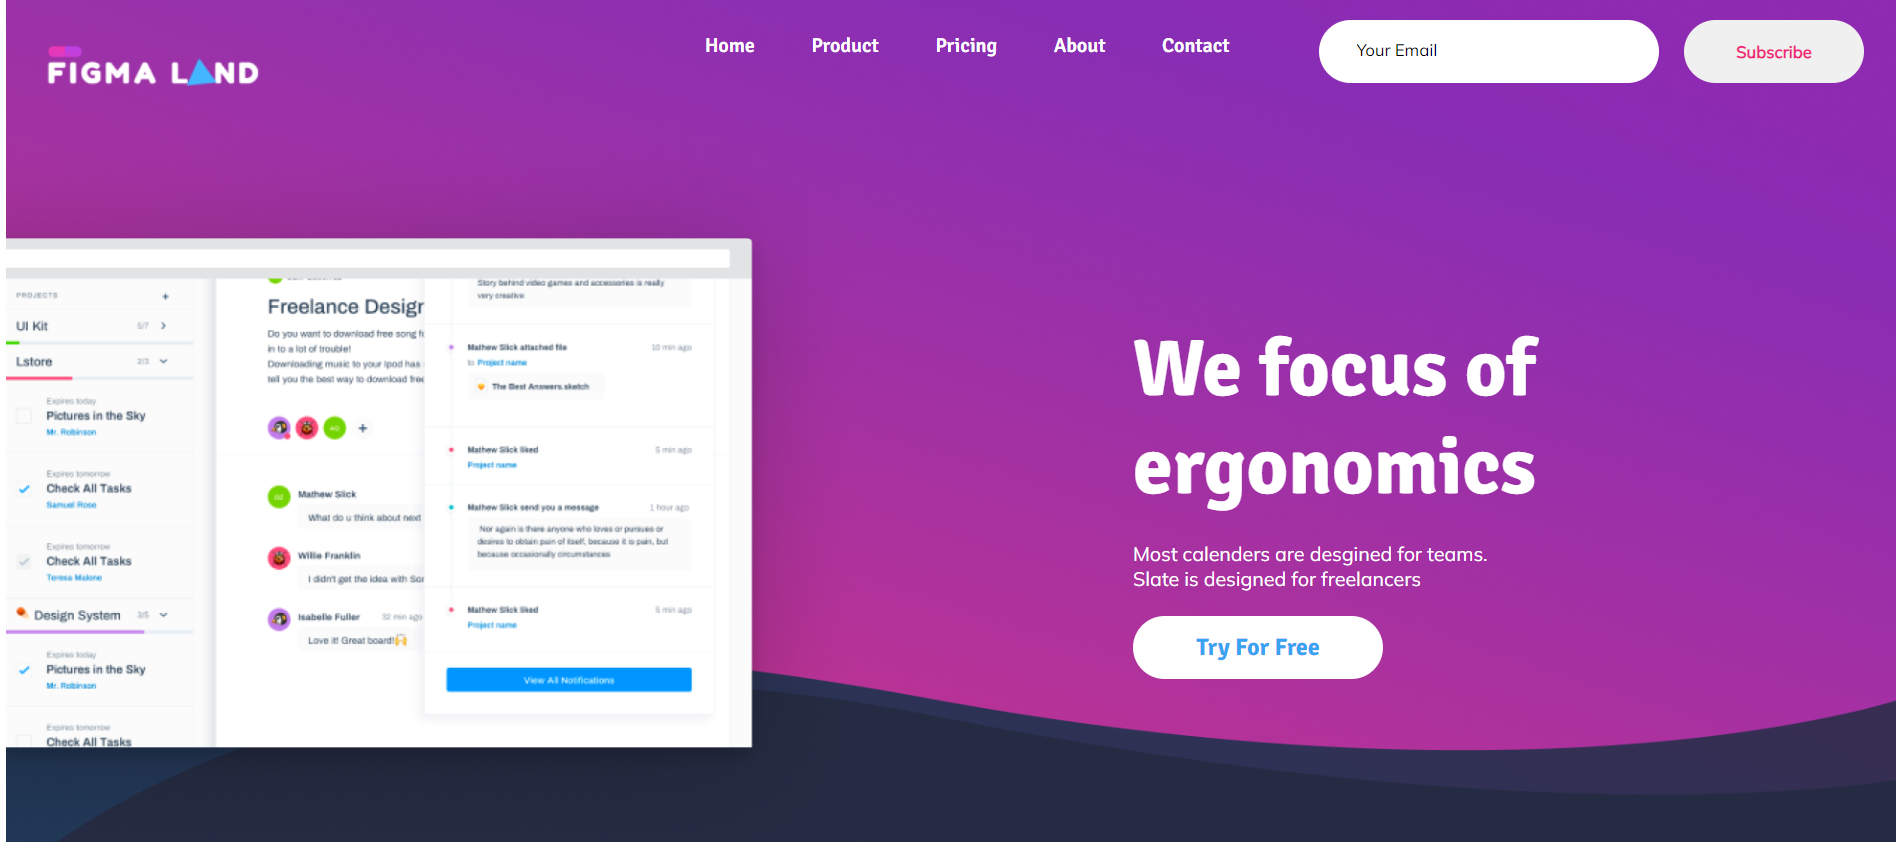 FIGMA LAND
Home
Product
Pricing
About
Contact
Your Email
Subscribe
PROJECTS
+
UI Kit
5/7
Lstore
2/3
Expires today
Pictures in the Sky
Mr. Robinson
Expires tomorrow
Check All Tasks
Samuel Rose
Expires tomorrow
Check All Tasks
Teresa Malone
Design System
3/5
Expires today
Pictures in the Sky
Mr. Robinson
Expires tomorrow
Check All Tasks
Freelance Design
Do you want to download free song fo
in to a lot of trouble!
Downloading music to your Ipod has
tell you the best way to download free
+
Mathew Slick
What do u think about next
Willie Franklin
I didn't get the idea with Sor
Isabelle Fuller
32 min ago
Love it! Great board!
Story behind video games and accessories is really
very creative
Mathew Slick attached file
10 min ago
to Project name
The Best Answers.sketch
Mathew Slick liked
5 min ago
Project name
Mathew Slick send you a message
1 hour ago
Nor again is there anyone who loves or pursues or
desires to obtain pain of itself, because it is pain, but
because occasionally circumstances
Mathew Slick liked
5 min ago
Project name
View All Notifications
We focus of
ergonomics
Most calenders are desgined for teams.
Slate is designed for freelancers
Try For Free